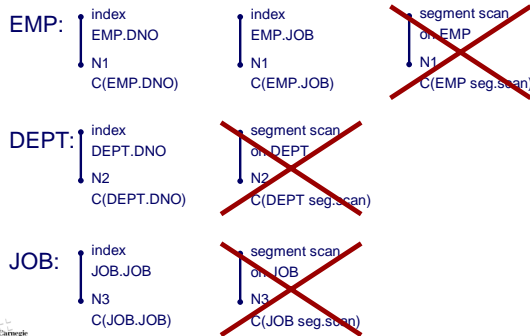 EMP:
index
EMP.DNO
N1
C(EMP.DNO)
index
EMP.JOB
N1
C(EMP.JOB)
segment scan
on EMP
N1
C(EMP seg.scan)
DEPT:
index
DEPT.DNO
N2
C(DEPT.DNO)
segment scan
on DEPT
N2
C(DEPT seg.scan)
JOB:
index
JOB.JOB
N3
C(JOB.JOB)
segment scan
on JOB
N3
C(JOB seg.scan)
Carnegie